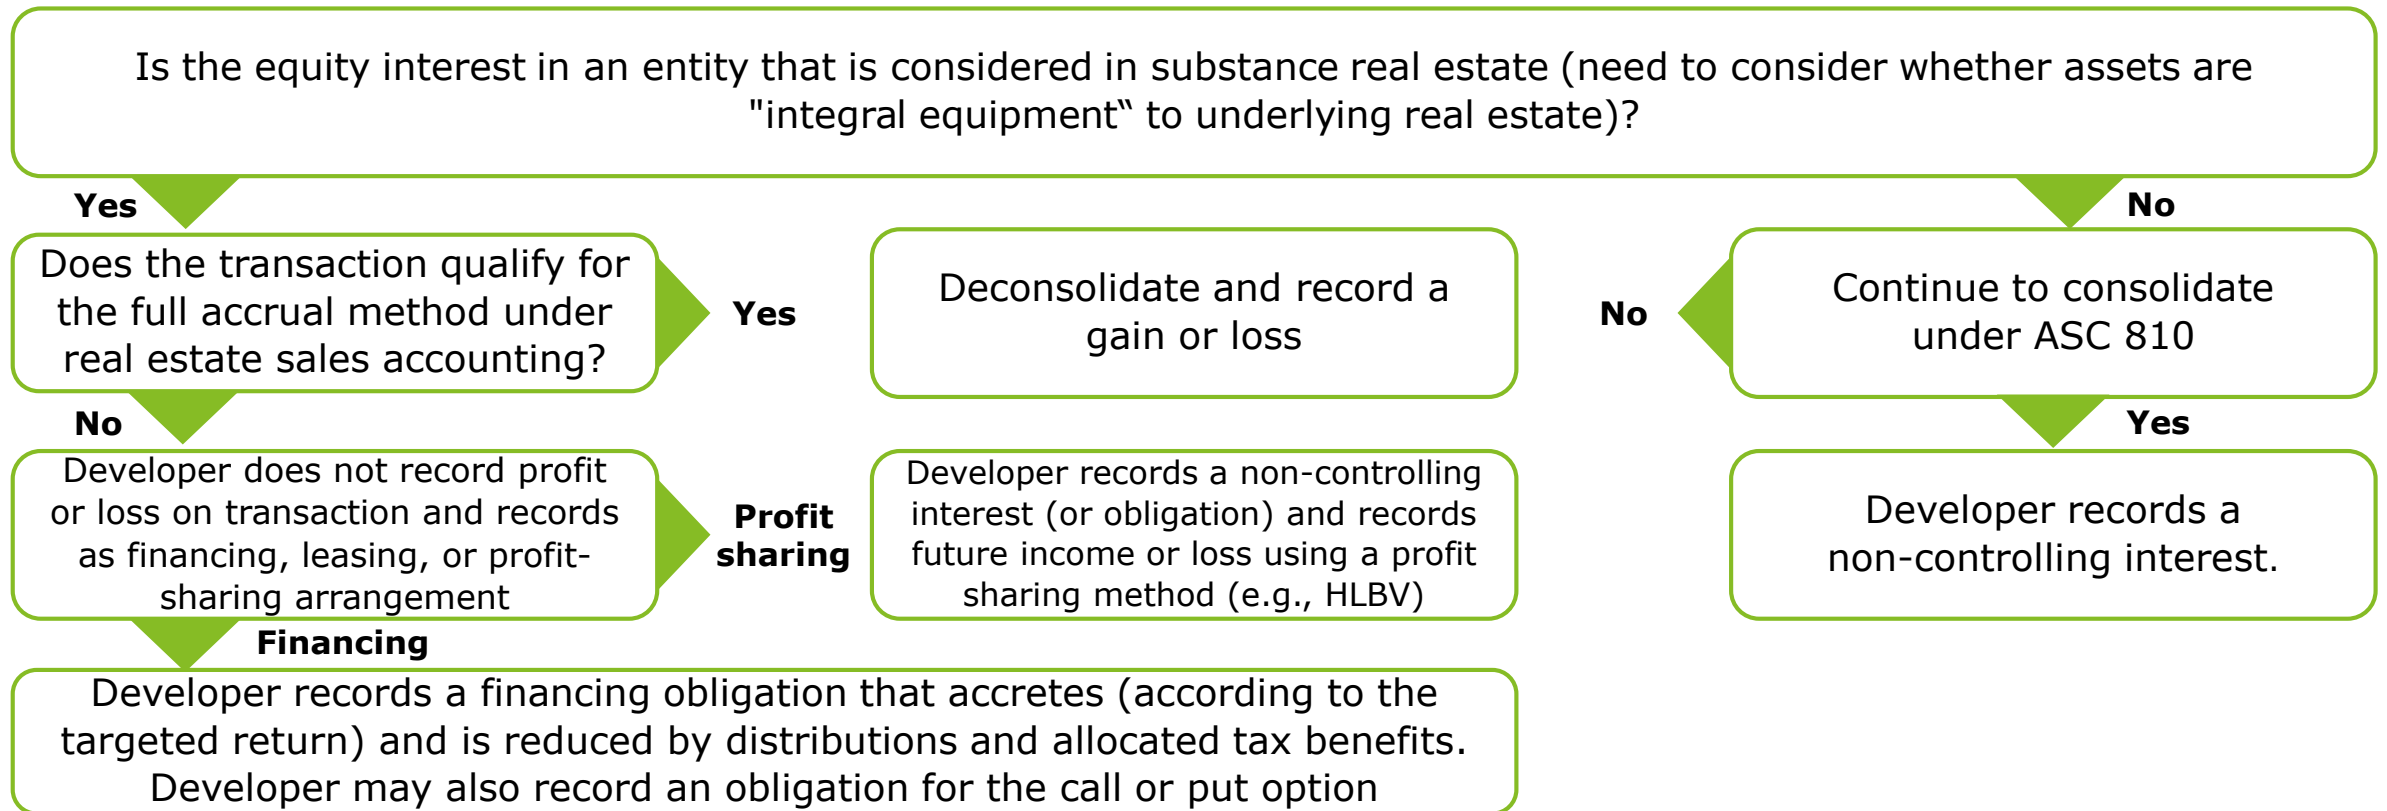 Is the equity interest in an entity that is considered in substance real estate (need to consider whether assets are
"integral equipment“ to underlying real estate)?
Yes
No
Does the transaction qualify for
the full accrual method under
real estate sales accounting?
Yes
Deconsolidate and record a
gain or loss
No
Continue to consolidate
under ASC 810
No
Yes
Developer does not record profit
or loss on transaction and records
as financing, leasing, or profit-
sharing arrangement
Profit
sharing
Developer records a non-controlling
interest (or obligation) and records
future income or loss using a profit
sharing method (e.g., HLBV)
Developer records a
non-controlling interest.
Financing
Developer records a financing obligation that accretes (according to the
targeted return) and is reduced by distributions and allocated tax benefits.
Developer may also record an obligation for the call or put option